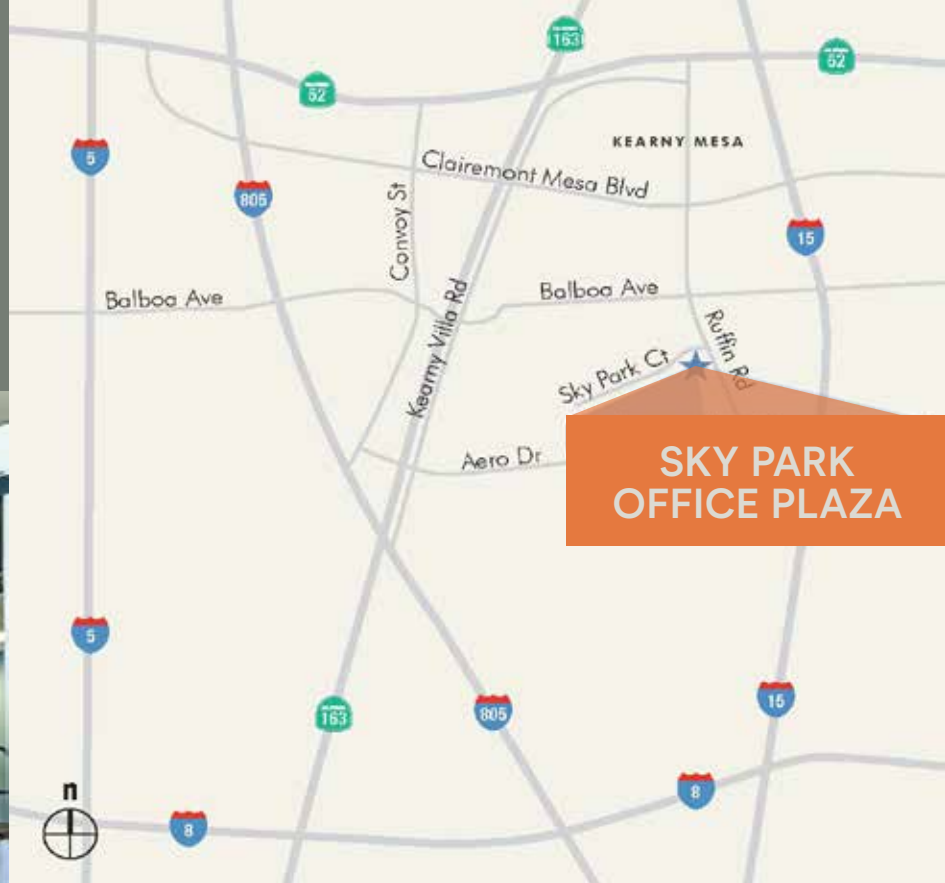 163
52
52
KEARNY MESA
5
Clairemont Mesa Blvd
805
Convoy St
15
Balboa Ave
Balboa Ave
Kearny Villa Rd
Ruffin Rd
Sky Park Ct
Aero Dr
SKY PARK
OFFICE PLAZA
5
163
805
15
n
8
8